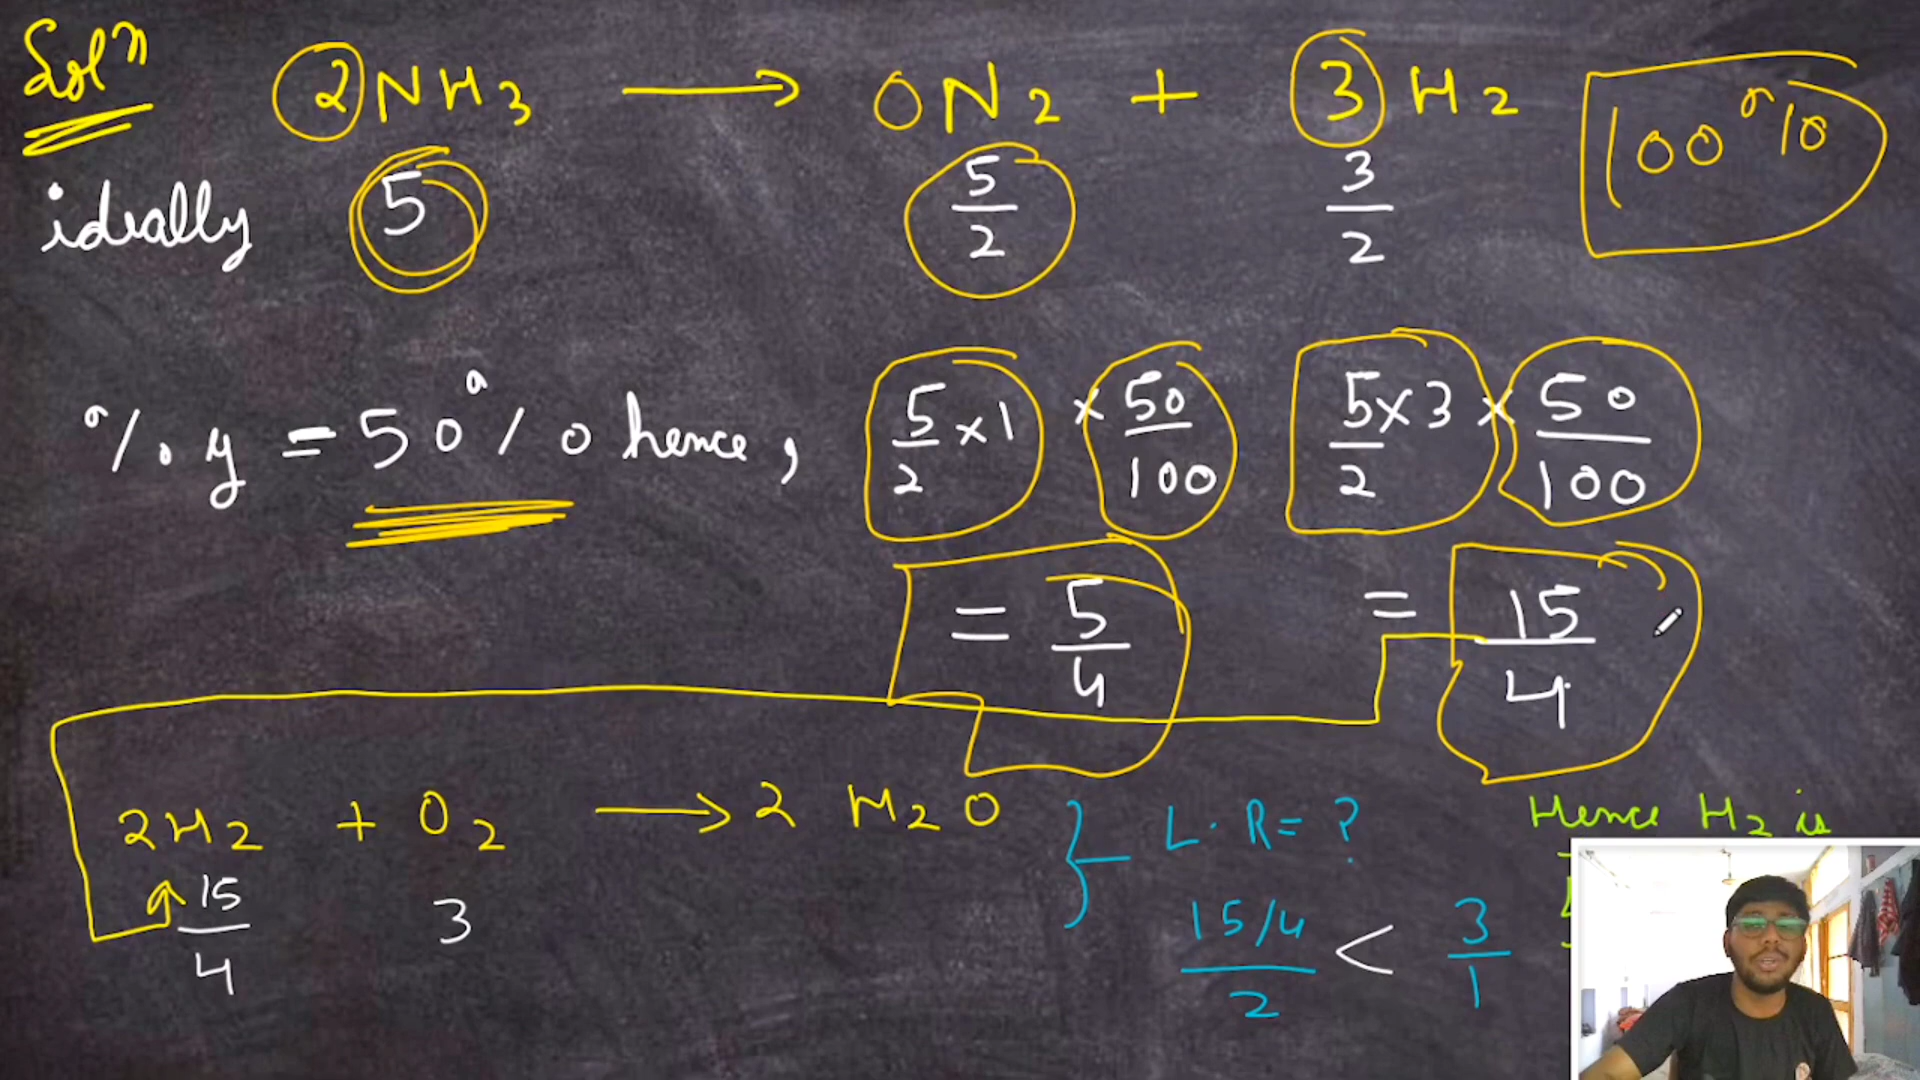 Solⁿ
2NH3 → 0N2 + 3H2 100%
ideally 5 5/2 3/2
% y = 50% hence, 5/2 ×1 × 50/100 5/2 ×3 × 50/100
= 5/4 = 15/4
2H2 + O2 → 2 H2O } L.R= ? Hence H2 is
15/4 3 15/4 / 2 < 3/1